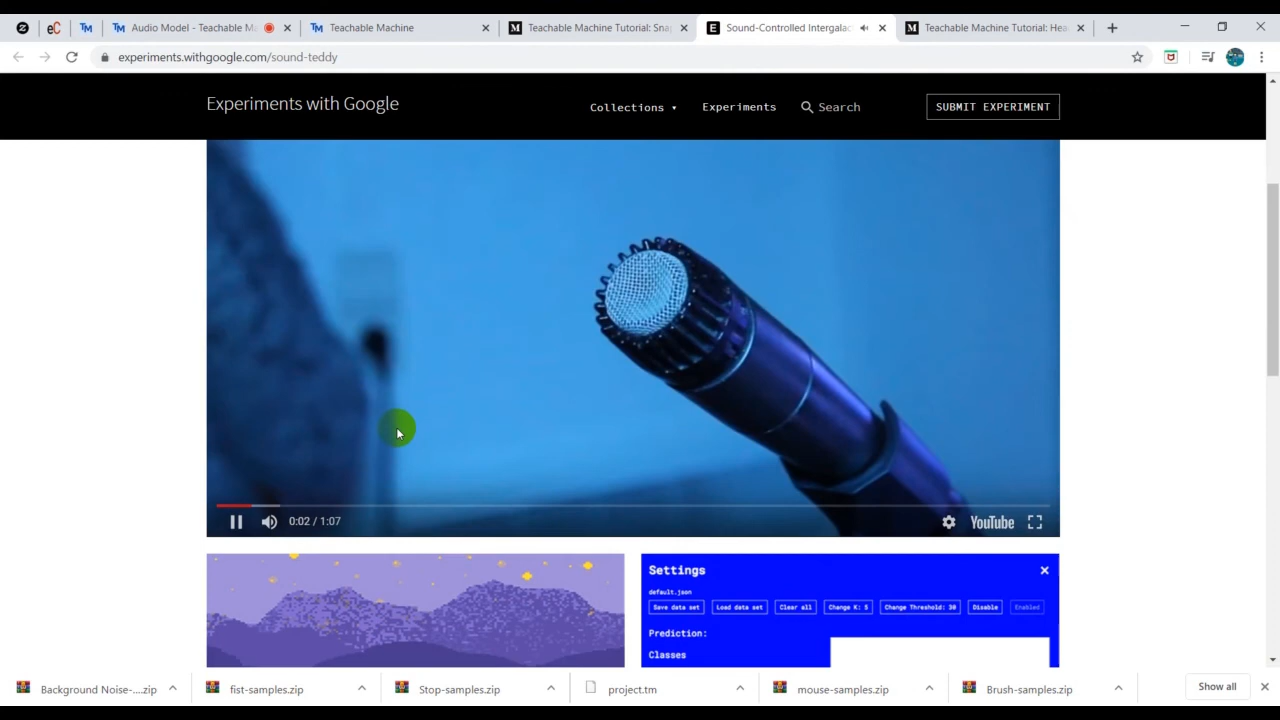 Audio Model - Teachable M
Teachable Machine
Teachable Machine Tutorial: Sna
Sound-Controlled Intergalac
Teachable Machine Tutorial: Hea
experiments.withgoogle.com/sound-teddy
Experiments with Google
Collections
Experiments
Search
SUBMIT EXPERIMENT
0:02 / 1:07
YouTube
Settings
default.json
Save data set
Load data set
Clear all
Change K: 5
Change Threshold: 30
Disable
Enabled
Prediction:
Classes
Background Noise-....zip
fist-samples.zip
Stop-samples.zip
project.tm
mouse-samples.zip
Brush-samples.zip
Show all